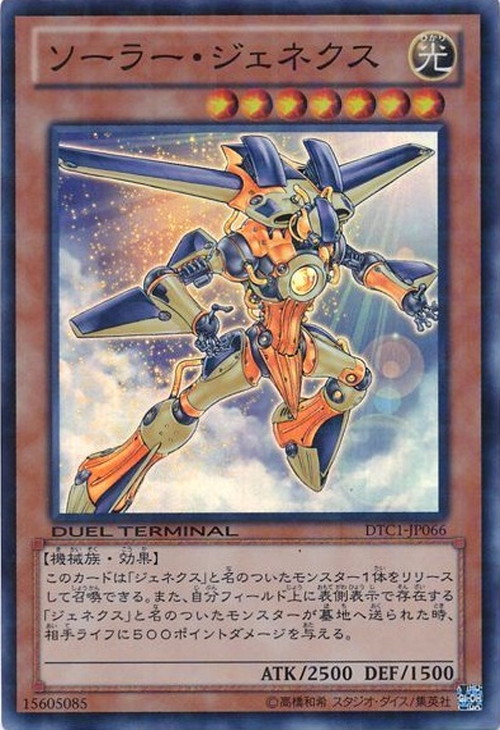 ソーラー・ジェネクス
ひかり
光
DUEL TERMINAL
DTC1-JP066
【機械族・効果】
このカードは「ジェネクス」と名のついたモンスター1体をリリース
して召喚できる。また、自分フィールド上に表側表示で存在する
「ジェネクス」と名のついたモンスターが墓地へ送られた時、
相手ライフに500ポイントダメージを与える。
ATK/2500 DEF/1500
15605085
©高橋和希 スタジオ・ダイス/集英社